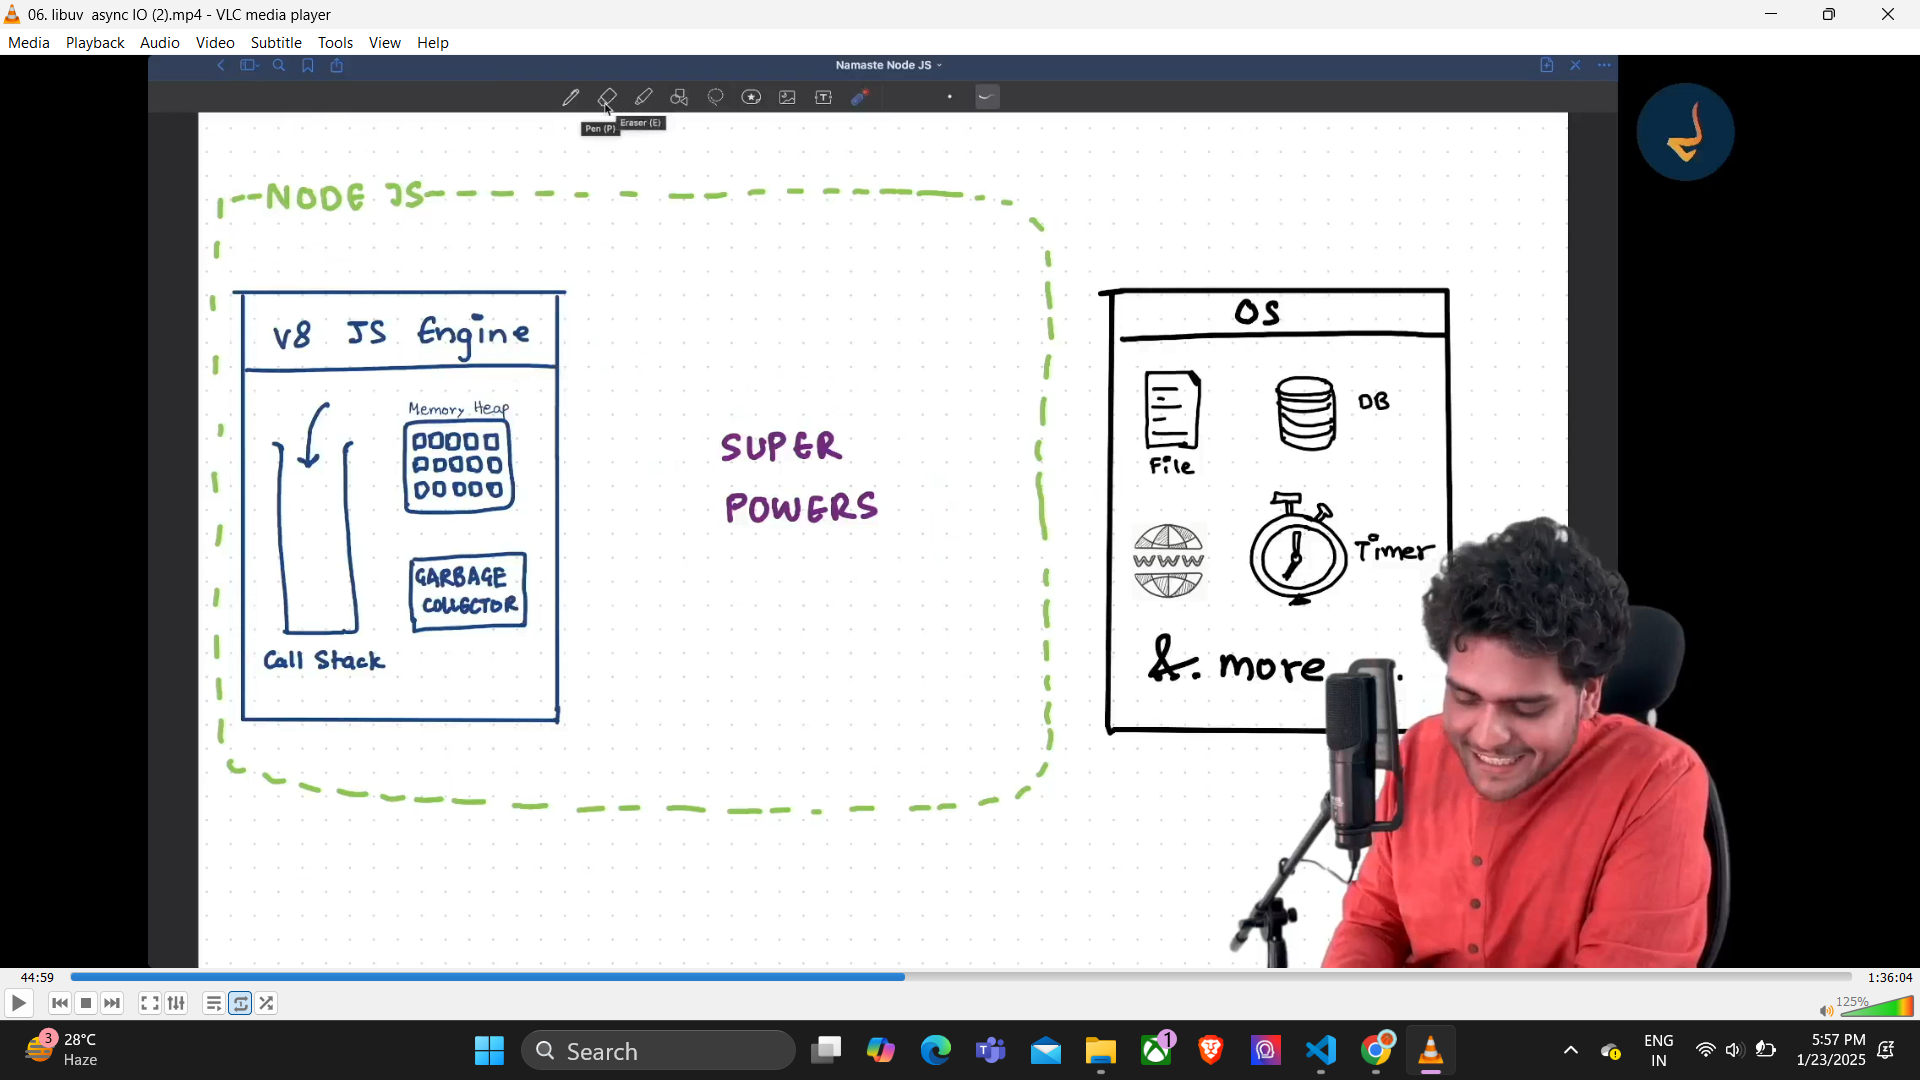 06. libuv  async IO (2).mp4 - VLC media player
Media Playback Audio Video Subtitle Tools View Help
Namaste Node JS
Pen (P)
Eraser (E)
NODE JS
V8 JS Engine
Memory Heap
GARBAGE
COLLECTOR
Call Stack
SUPER
POWERS
OS
File
DB
WWW
Timer
&. more .
44:59
1:36:04
125%
3
28°C
Haze
Search
1
ENG
IN
5:57 PM
1/23/2025